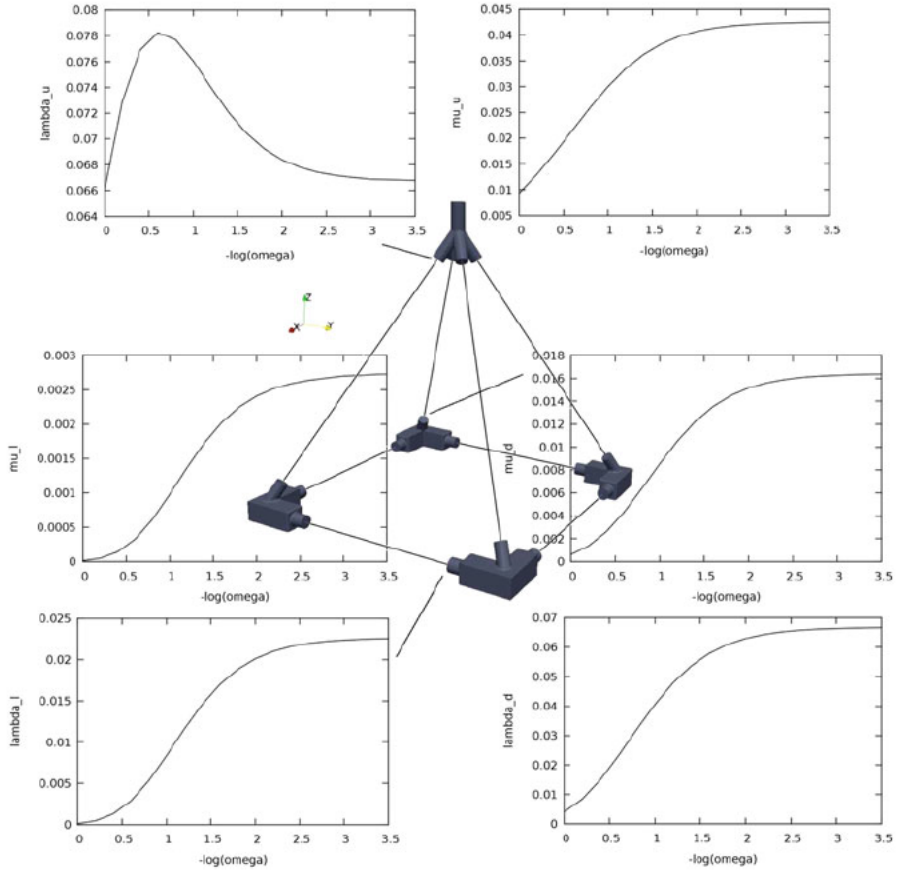 0.08
0.078
0.076
0.074
0.072
0.07
0.068
0.066
0.064
lambda_u
0 0.5 1 1.5 2 2.5 3 3.5
-log(omega)
0.045
0.04
0.035
0.03
0.025
0.02
0.015
0.01
0.005
mu_u
0 0.5 1 1.5 2 2.5 3 3.5
-log(omega)
Z
X
Y
0.003
0.0025
0.002
0.0015
0.001
0.0005
0
mu_l
0 0.5 1 1.5 2 2.5 3 3.5
-log(omega)
0.018
0.016
0.014
0.012
0.01
0.008
0.006
0.004
0.002
0
mu_d
0 0.5 1 1.5 2 2.5 3 3.5
-log(omega)
0.025
0.02
0.015
0.01
0.005
0
lambda_l
0 0.5 1 1.5 2 2.5 3 3.5
-log(omega)
0.07
0.06
0.05
0.04
0.03
0.02
0.01
0
lambda_d
0 0.5 1 1.5 2 2.5 3 3.5
-log(omega)